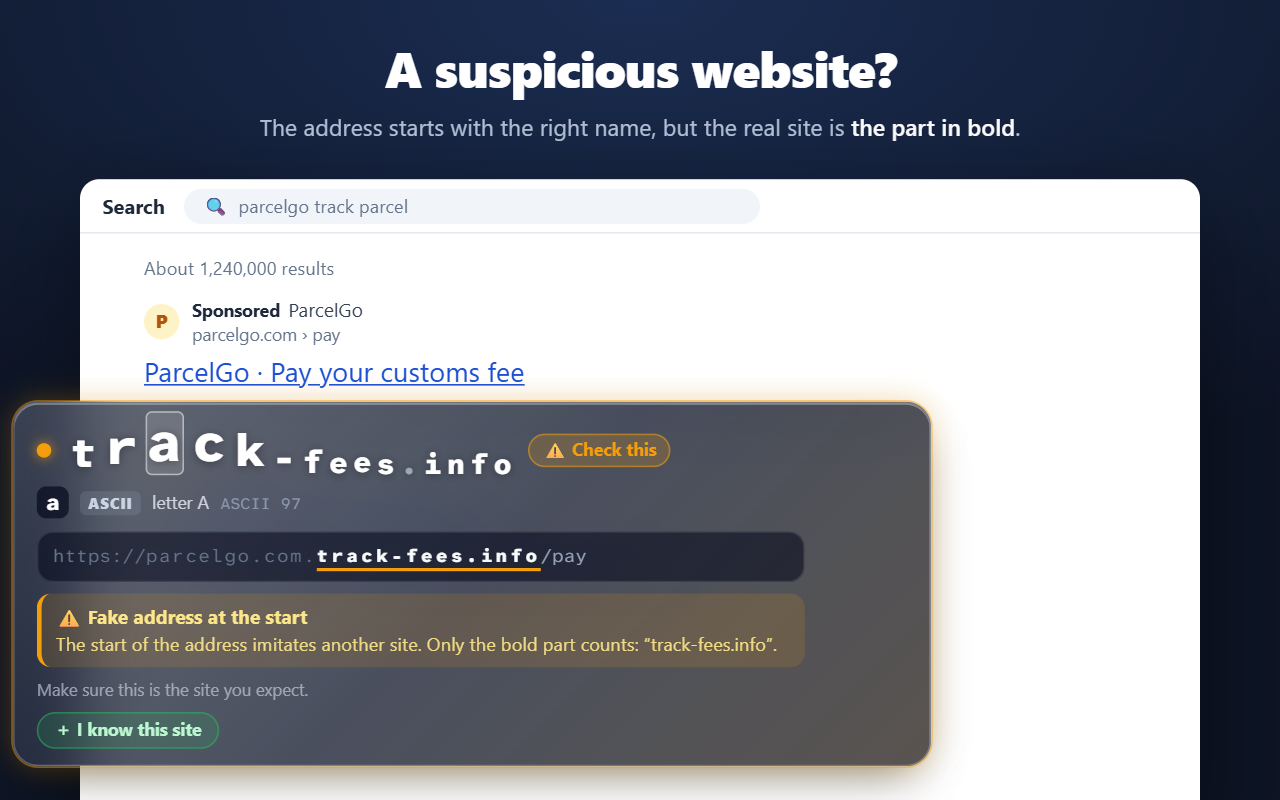 A suspicious website?
The address starts with the right name, but the real site is the part in bold.
Search 🔍 parcelgo track parcel
About 1,240,000 results
P Sponsored ParcelGo
parcelgo.com › pay
ParcelGo · Pay your customs fee
track-fees.info ⚠ Check this
a ASCII letter A ASCII 97
https://parcelgo.com.track-fees.info/pay
⚠ Fake address at the start
The start of the address imitates another site. Only the bold part counts: “track-fees.info”.
Make sure this is the site you expect.
+ I know this site